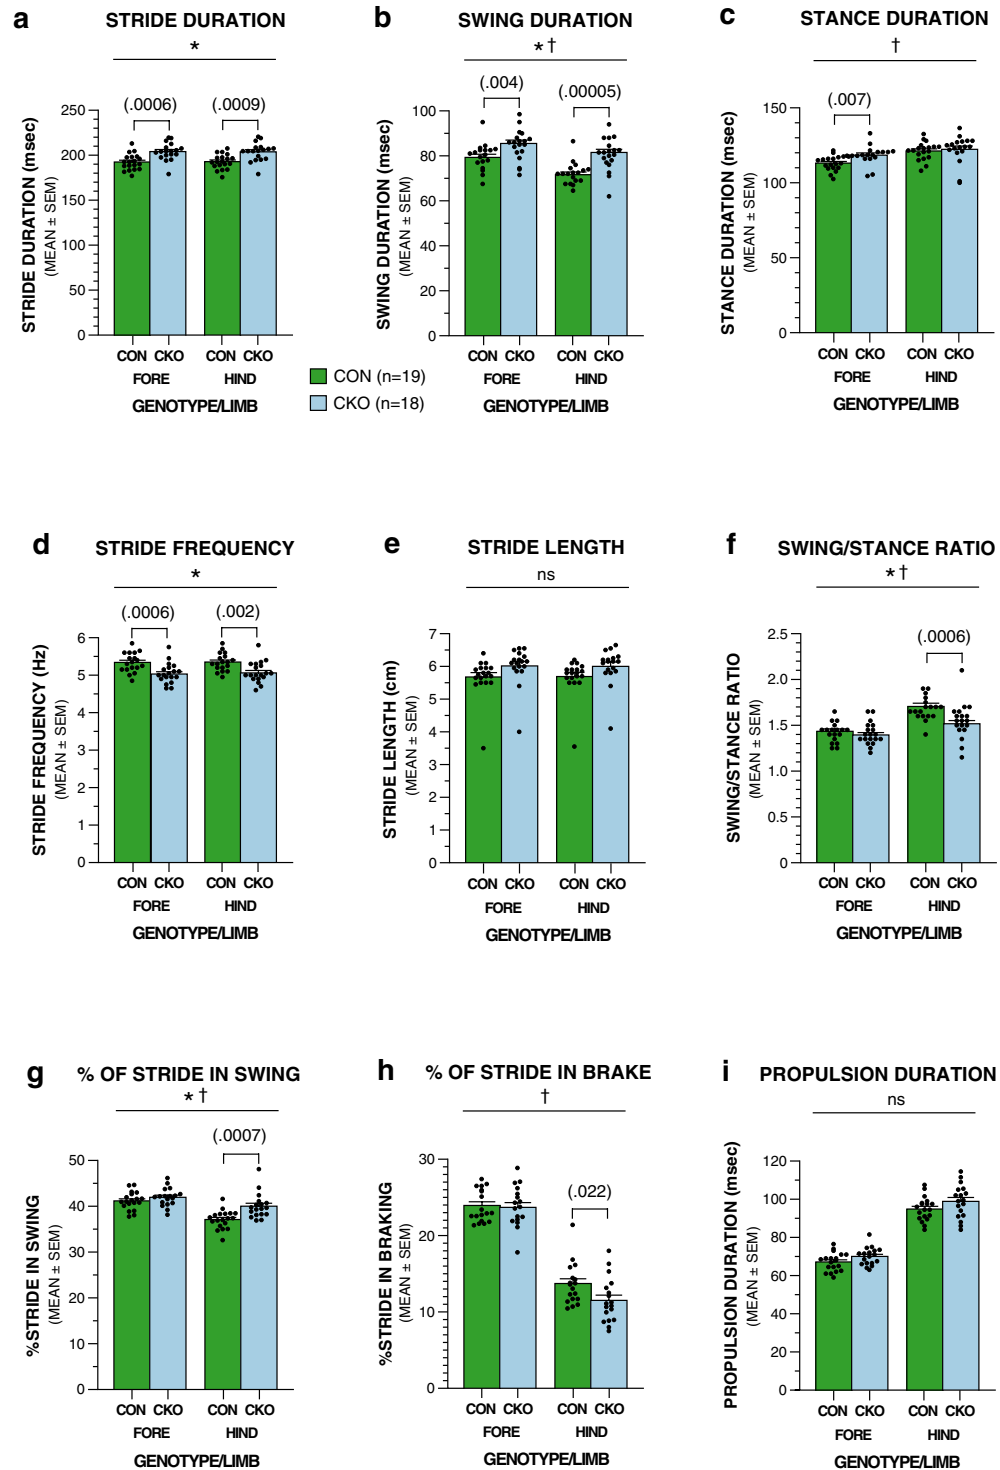 a STRIDE DURATION
*
(.0006) (.0009)
250
200
150
100
50
0
STRIDE DURATION (msec)
(MEAN ± SEM)
CON CKO CON CKO
FORE HIND
GENOTYPE/LIMB
b SWING DURATION
* †
(.004) (.00005)
100
80
60
40
20
0
SWING DURATION (msec)
(MEAN ± SEM)
CON CKO CON CKO
FORE HIND
GENOTYPE/LIMB
c STANCE DURATION
†
(.007)
150
100
50
0
STANCE DURATION (msec)
(MEAN ± SEM)
CON CKO CON CKO
FORE HIND
GENOTYPE/LIMB
CON (n=19)
CKO (n=18)
d STRIDE FREQUENCY
*
(.0006) (.002)
6
5
4
3
2
1
0
STRIDE FREQUENCY (Hz)
(MEAN ± SEM)
CON CKO CON CKO
FORE HIND
GENOTYPE/LIMB
e STRIDE LENGTH
ns
7
6
5
4
3
2
1
0
STRIDE LENGTH (cm)
(MEAN ± SEM)
CON CKO CON CKO
FORE HIND
GENOTYPE/LIMB
f SWING/STANCE RATIO
* †
(.0006)
2.5
2.0
1.5
1.0
0.5
0
SWING/STANCE RATIO
(MEAN ± SEM)
CON CKO CON CKO
FORE HIND
GENOTYPE/LIMB
g % OF STRIDE IN SWING
* †
(.0007)
50
40
30
20
10
0
%STRIDE IN SWING
(MEAN ± SEM)
CON CKO CON CKO
FORE HIND
GENOTYPE/LIMB
h % OF STRIDE IN BRAKE
†
(.022)
30
20
10
0
%STRIDE IN BRAKING
(MEAN ± SEM)
CON CKO CON CKO
FORE HIND
GENOTYPE/LIMB
i PROPULSION DURATION
ns
120
100
80
60
40
20
0
PROPULSION DURATION (msec)
(MEAN ± SEM)
CON CKO CON CKO
FORE HIND
GENOTYPE/LIMB